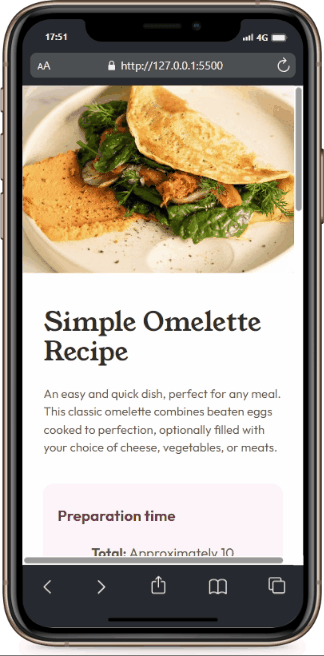 17:51
4G
AA
http://127.0.0.1:5500
Simple Omelette
Recipe
An easy and quick dish, perfect for any meal.
This classic omelette combines beaten eggs
cooked to perfection, optionally filled with
your choice of cheese, vegetables, or meats.
Preparation time
Total: Approximately 10